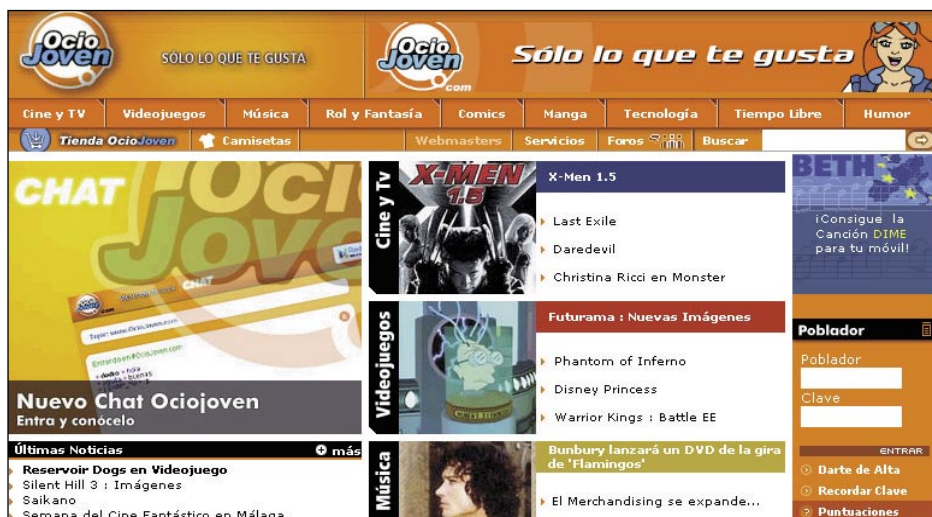 Ocio
Joven
SÓLO LO QUE TE GUSTA
Ocio
Joven
.com
Sólo lo que te gusta
Cine y TV
Videojuegos
Música
Rol y Fantasía
Comics
Manga
Tecnología
Tiempo Libre
Humor
Tienda OcioJoven
Camisetas
Webmasters
Servicios
Foros
Buscar
CHAT
CHAT
Entrando en #OcioJoven.com
Nuevo Chat Ociojoven
Entra y conócelo
Últimas Noticias
más
Reservoir Dogs en Videojuego
Silent Hill 3 : Imágenes
Saikano
Semana del Cine Fantástico en Málaga
Cine y Tv
X-MEN
1.5
X-Men 1.5
Last Exile
Daredevil
Christina Ricci en Monster
Videojuegos
Futurama : Nuevas Imágenes
Phantom of Inferno
Disney Princess
Warrior Kings : Battle EE
Música
Bunbury lanzará un DVD de la gira
de 'Flamingos'
El Merchandising se expande...
BETH
¡Consigue la
Canción DIME
para tu móvil!
Poblador
Poblador
Clave
ENTRAR
Darte de Alta
Recordar Clave
Puntuaciones